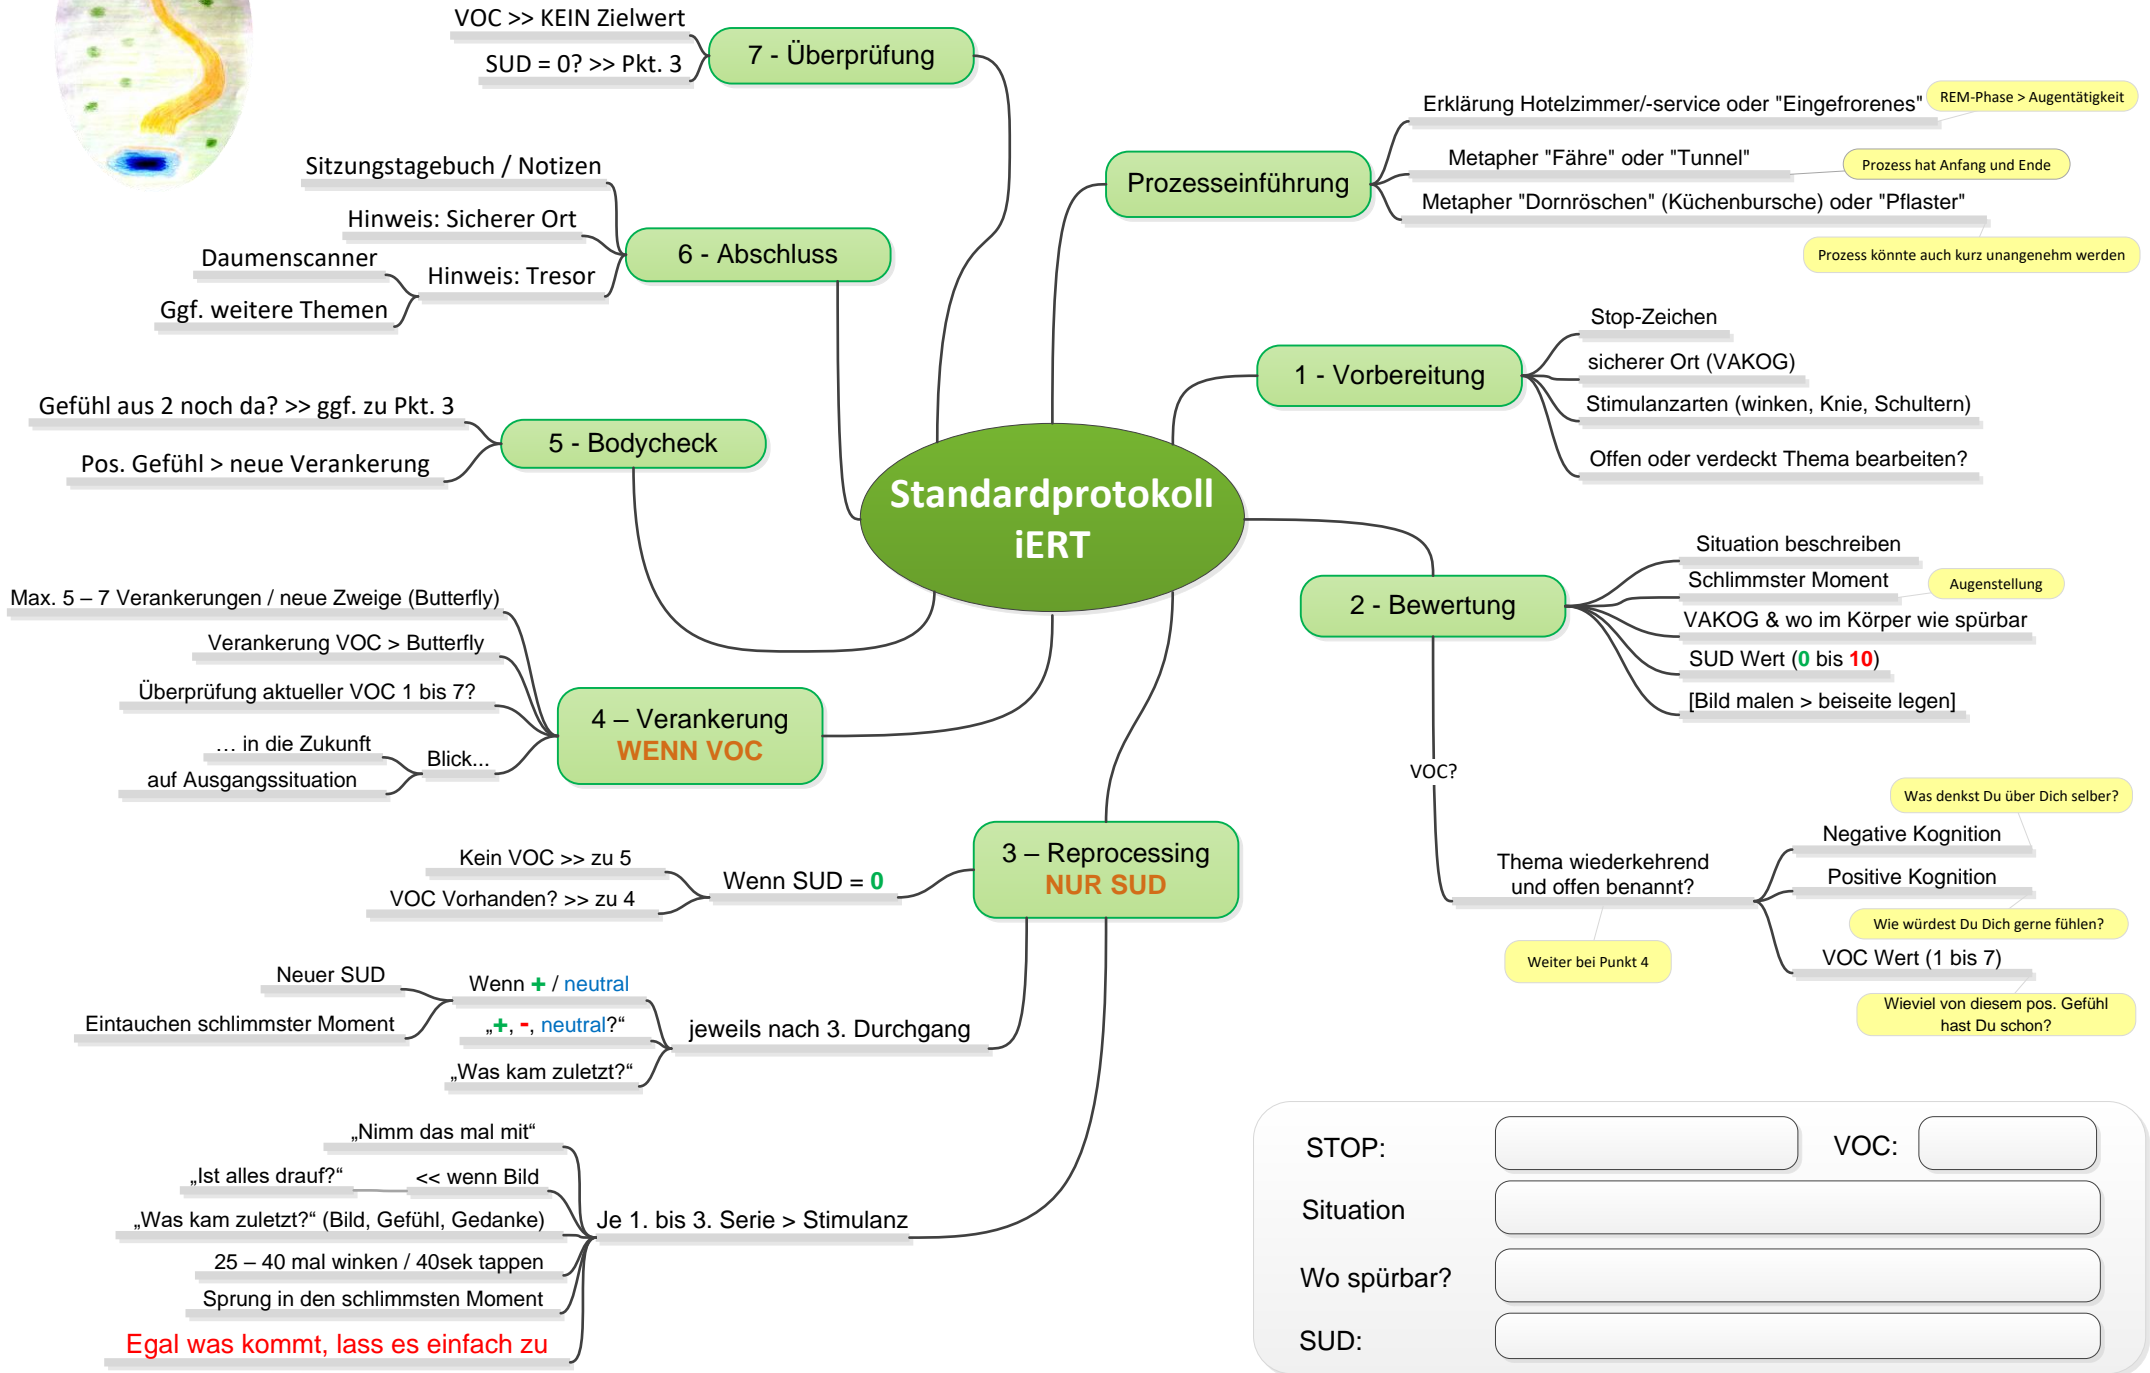 Standardprotokoll
iERT
Prozesseinführung
Erklärung Hotelzimmer/-service oder "Eingefrorenes"
REM-Phase > Augentätigkeit
Metapher "Fähre" oder "Tunnel"
Prozess hat Anfang und Ende
Metapher "Dornröschen" (Küchenbursche) oder "Pflaster"
Prozess könnte auch kurz unangenehm werden
1 - Vorbereitung
Stop-Zeichen
sicherer Ort (VAKOG)
Stimulanzarten (winken, Knie, Schultern)
Offen oder verdeckt Thema bearbeiten?
2 - Bewertung
Situation beschreiben
Schlimmster Moment
Augenstellung
VAKOG & wo im Körper wie spürbar
SUD Wert (0 bis 10)
[Bild malen > beiseite legen]
VOC?
Thema wiederkehrend
und offen benannt?
Weiter bei Punkt 4
Was denkst Du über Dich selber?
Negative Kognition
Positive Kognition
Wie würdest Du Dich gerne fühlen?
VOC Wert (1 bis 7)
Wieviel von diesem pos. Gefühl
hast Du schon?
3 – Reprocessing
NUR SUD
Wenn SUD = 0
Kein VOC >> zu 5
VOC Vorhanden? >> zu 4
jeweils nach 3. Durchgang
Wenn + / neutral
Neuer SUD
Eintauchen schlimmster Moment
„+, -, neutral?“
„Was kam zuletzt?“
Je 1. bis 3. Serie > Stimulanz
„Nimm das mal mit“
„Ist alles drauf?“
<< wenn Bild
„Was kam zuletzt?“ (Bild, Gefühl, Gedanke)
25 – 40 mal winken / 40sek tappen
Sprung in den schlimmsten Moment
Egal was kommt, lass es einfach zu
4 – Verankerung
WENN VOC
Max. 5 – 7 Verankerungen / neue Zweige (Butterfly)
Verankerung VOC > Butterfly
Überprüfung aktueller VOC 1 bis 7?
Blick...
… in die Zukunft
auf Ausgangssituation
5 - Bodycheck
Gefühl aus 2 noch da? >> ggf. zu Pkt. 3
Pos. Gefühl > neue Verankerung
6 - Abschluss
Sitzungstagebuch / Notizen
Hinweis: Sicherer Ort
Hinweis: Tresor
Daumenscanner
Ggf. weitere Themen
7 - Überprüfung
VOC >> KEIN Zielwert
SUD = 0? >> Pkt. 3
STOP:
VOC:
Situation
Wo spürbar?
SUD: